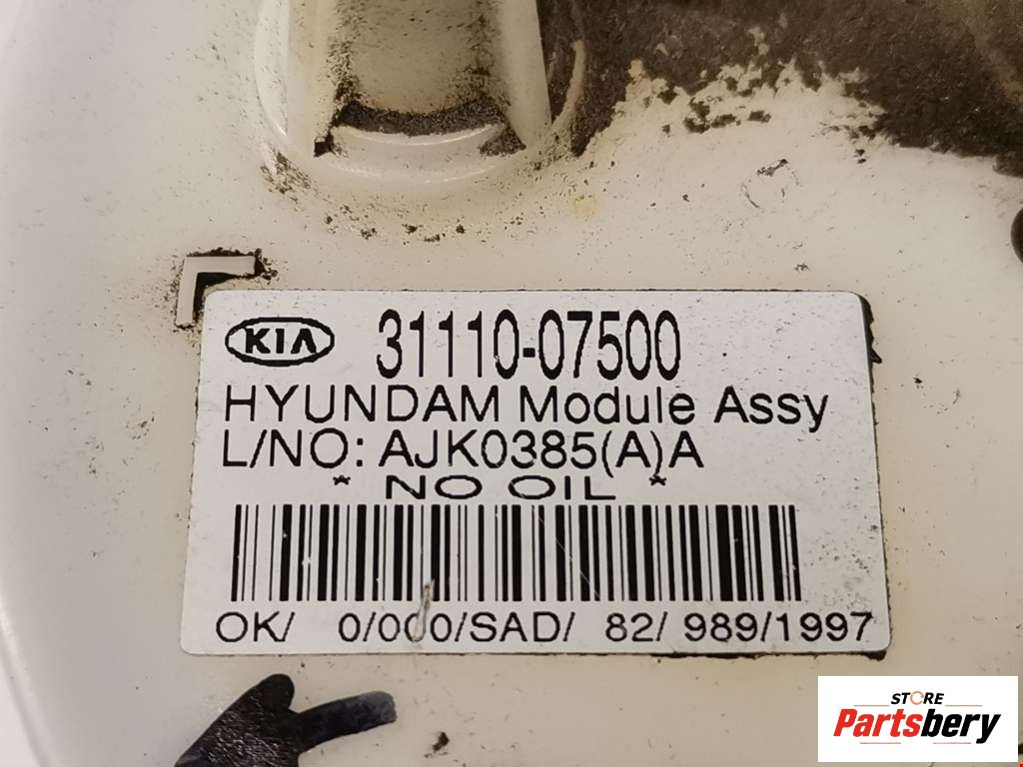 KIA 31110-07500
HYUNDAM Module Assy
L/NO: AJK0385(A)A
* NO OIL *
OK/ 0/000/SAD/ 82/ 989/1997
STORE
Partsbery